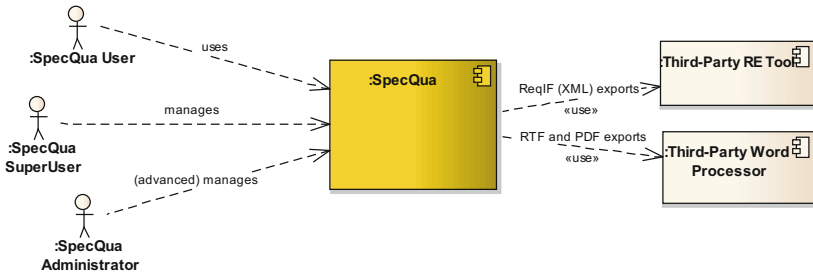 :SpecQua User
uses
:SpecQua
SuperUser
manages
:SpecQua
Administrator
(advanced) manages
:SpecQua
ReqIF (XML) exports
«use»
:Third-Party RE Tool
RTF and PDF exports
«use»
:Third-Party Word
Processor